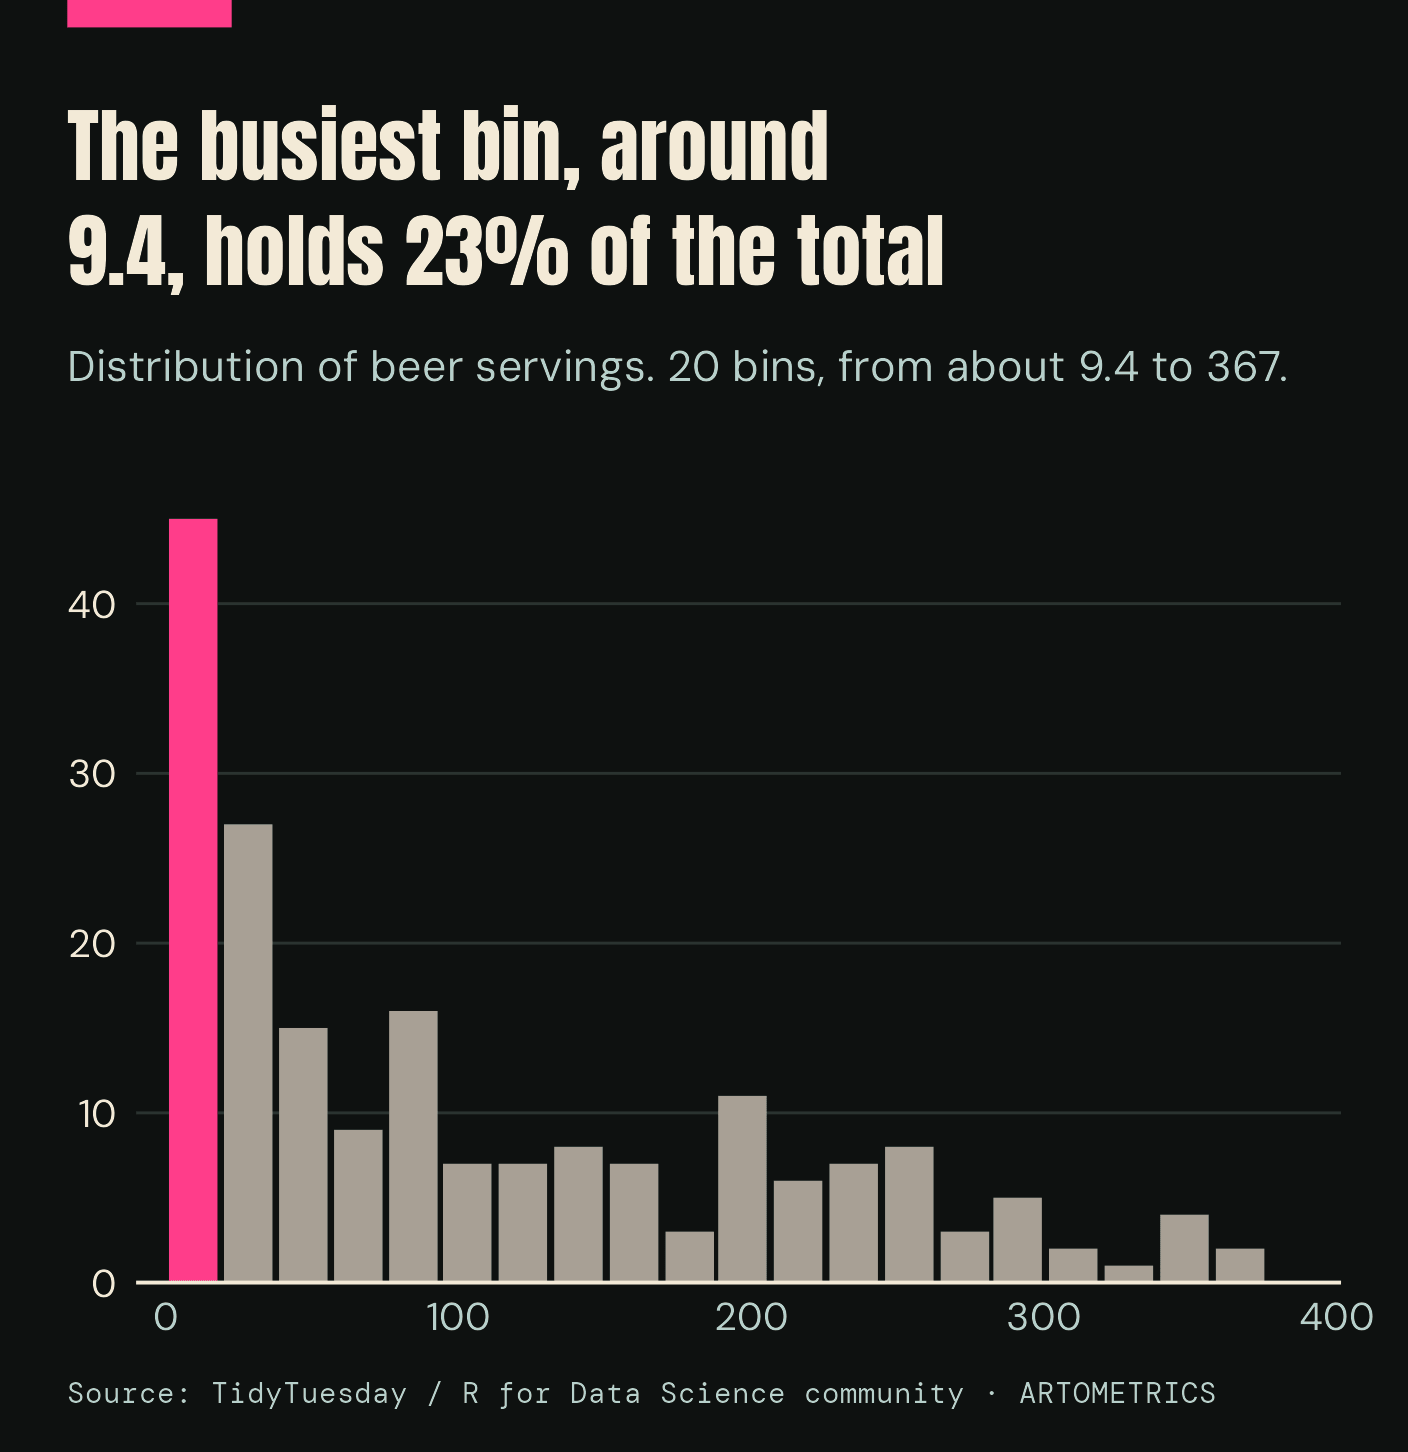 The busiest bin, around
9.4, holds 23% of the total
Distribution of beer servings. 20 bins, from about 9.4 to 367.
40
30
20
10
0
0 100 200 300 400
Source: TidyTuesday / R for Data Science community · ARTOMETRICS